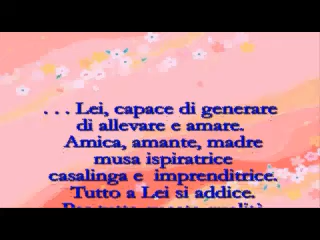 . . . Lei, capace di generare
di allevare e amare.
Amica, amante, madre
musa ispiratrice
casalinga e imprenditrice.
Tutto a Lei si addice.